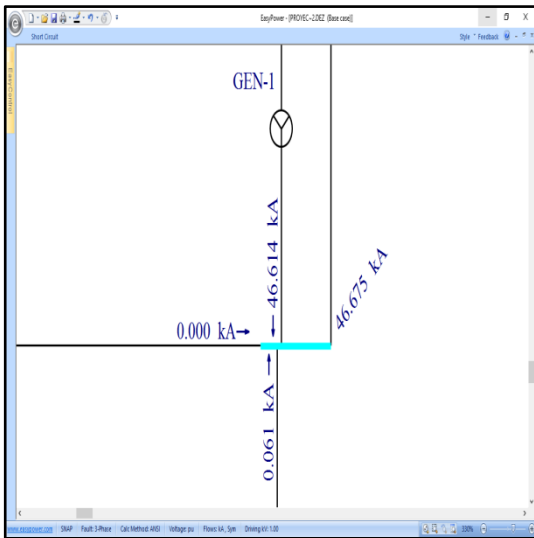 EasyPower - [PROYEC~2.DEZ (Base case)]
Short Circuit
Style
Feedback
EasyControl
GEN-1
46.614 kA
46.675 kA
0.000 kA
0.061 kA
www.easypower.com SNAP Fault: 3-Phase Calc Method: ANSI Voltage: pu Flows: kA, Sym Driving kV: 1.00
330%